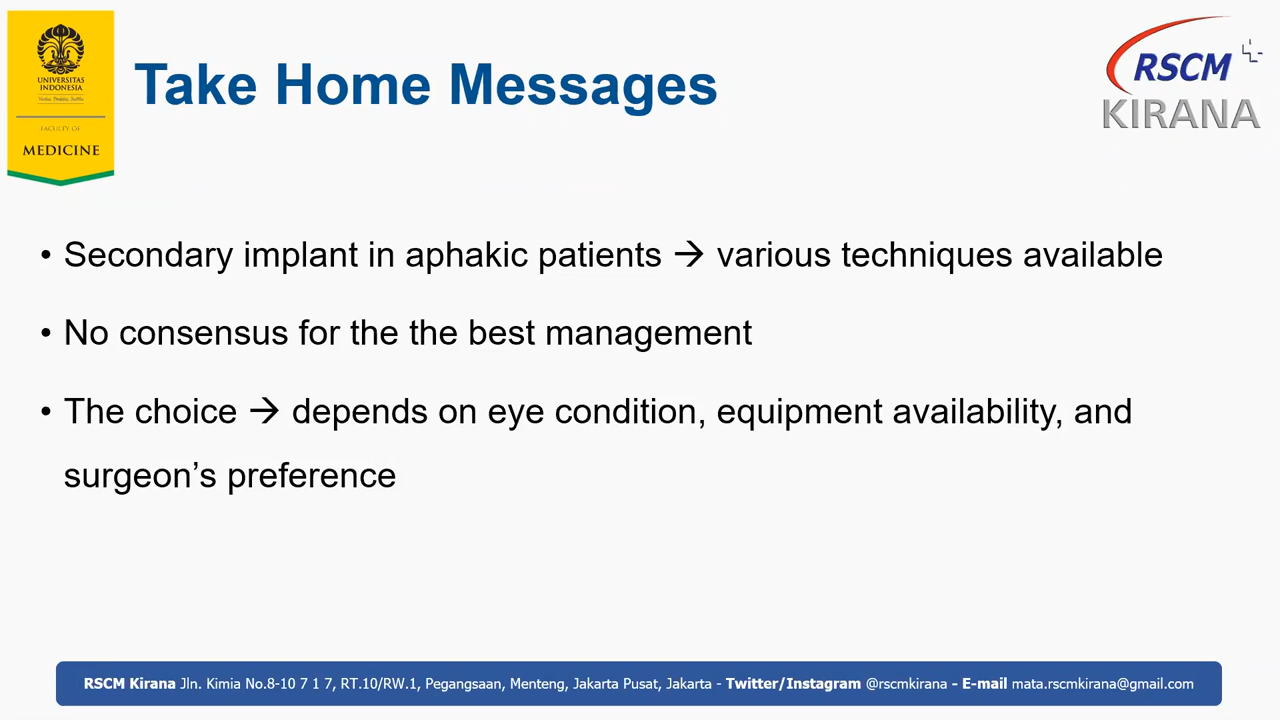 UNIVERSITAS
INDONESIA
Veritas, Probitas, Justitia
FACULTY OF
MEDICINE
Take Home Messages
RSCM
KIRANA
• Secondary implant in aphakic patients → various techniques available
• No consensus for the the best management
• The choice → depends on eye condition, equipment availability, and
surgeon’s preference
RSCM Kirana Jln. Kimia No.8-10 7 1 7, RT.10/RW.1, Pegangsaan, Menteng, Jakarta Pusat, Jakarta - Twitter/Instagram @rscmkirana - E-mail mata.rscmkirana@gmail.com